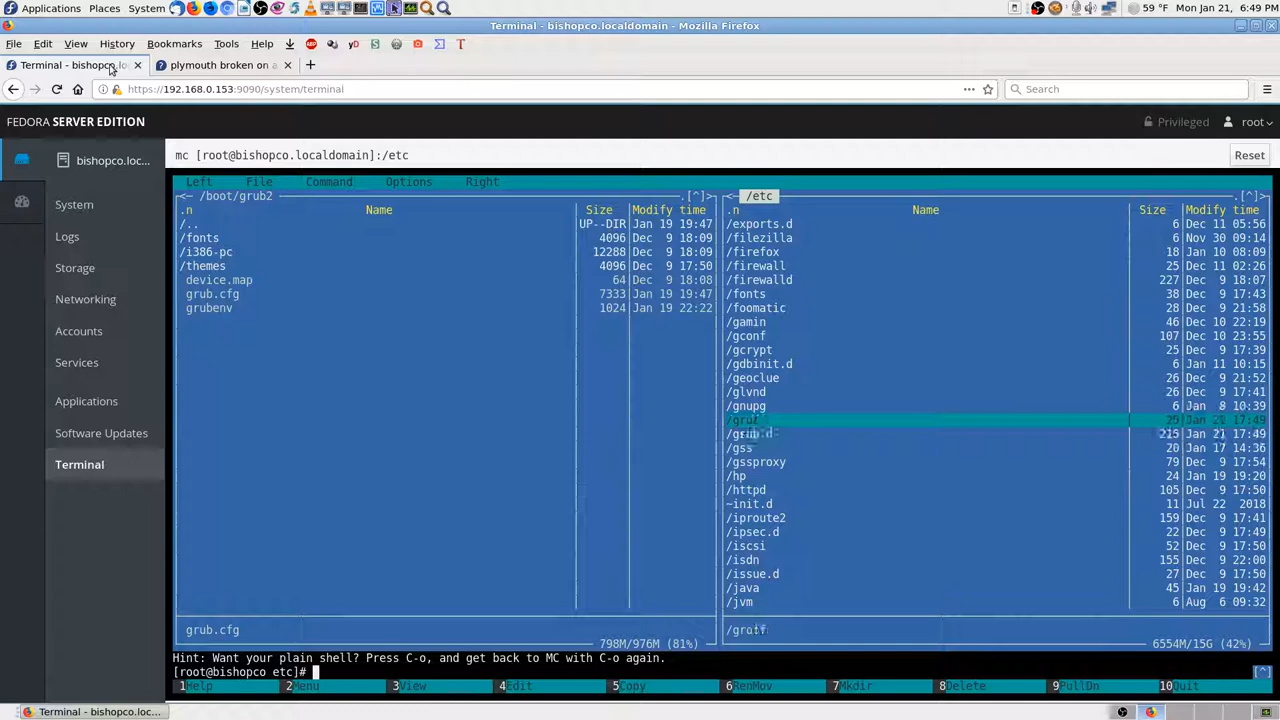 Applications Places System 59 °F Mon Jan 21, 6:49 PM
Terminal - bishopco.localdomain - Mozilla Firefox
File Edit View History Bookmarks Tools Help
Terminal - bishopco.lo plymouth broken on a
https://192.168.0.153:9090/system/terminal Search
FEDORA SERVER EDITION Privileged root
bishopco.loc... mc [root@bishopco.localdomain]:/etc Reset
System
Logs
Storage
Networking
Accounts
Services
Applications
Software Updates
Terminal
Left File Command Options Right
<- /boot/grub2 .[^]>
.n Name Size Modify time
/.. UP--DIR Jan 19 19:47
/fonts 4096 Dec 9 18:09
/i386-pc 12288 Dec 9 18:09
/themes 4096 Dec 9 17:50
device.map 64 Dec 9 18:08
grub.cfg 7333 Jan 19 19:47
grubenv 1024 Jan 19 22:22
grub.cfg
798M/976M (81%)
<- /etc .[^]>
.n Name Size Modify time
/exports.d 6 Dec 11 05:56
/filezilla 6 Nov 30 09:14
/firefox 18 Jan 10 08:09
/firewall 25 Dec 11 02:26
/firewalld 227 Dec 9 18:07
/fonts 38 Dec 9 17:43
/foomatic 28 Dec 9 21:58
/gamin 46 Dec 10 22:19
/gconf 107 Dec 10 23:55
/gcrypt 25 Dec 9 17:39
/gdbinit.d 6 Jan 11 10:15
/geoclue 26 Dec 9 21:52
/glvnd 26 Dec 9 17:41
/gnupg 6 Jan 8 10:39
Jan 17:49
Jan 17:49
/gss 20 Jan 17 14:36
/gssproxy 79 Dec 9 17:54
/hp 24 Jan 19 19:20
/httpd 105 Dec 9 17:50
~init.d 11 Jul 22 2018
/iproute2 159 Dec 9 17:41
/ipsec.d 22 Dec 9 17:49
/iscsi 52 Dec 9 17:50
/isdn 155 Dec 9 22:00
/issue.d 27 Dec 9 17:50
/java 45 Jan 19 19:42
/jvm 6 Aug 6 09:32
6554M/15G (42%)
Hint: Want your plain shell? Press C-o, and get back to MC with C-o again.
[root@bishopco etc]# [^]
1Help 2Menu 3View 4Edit 5Copy 6RenMov 7Mkdir 8Delete 9PullDn 10Quit
Terminal - bishopco.loc...